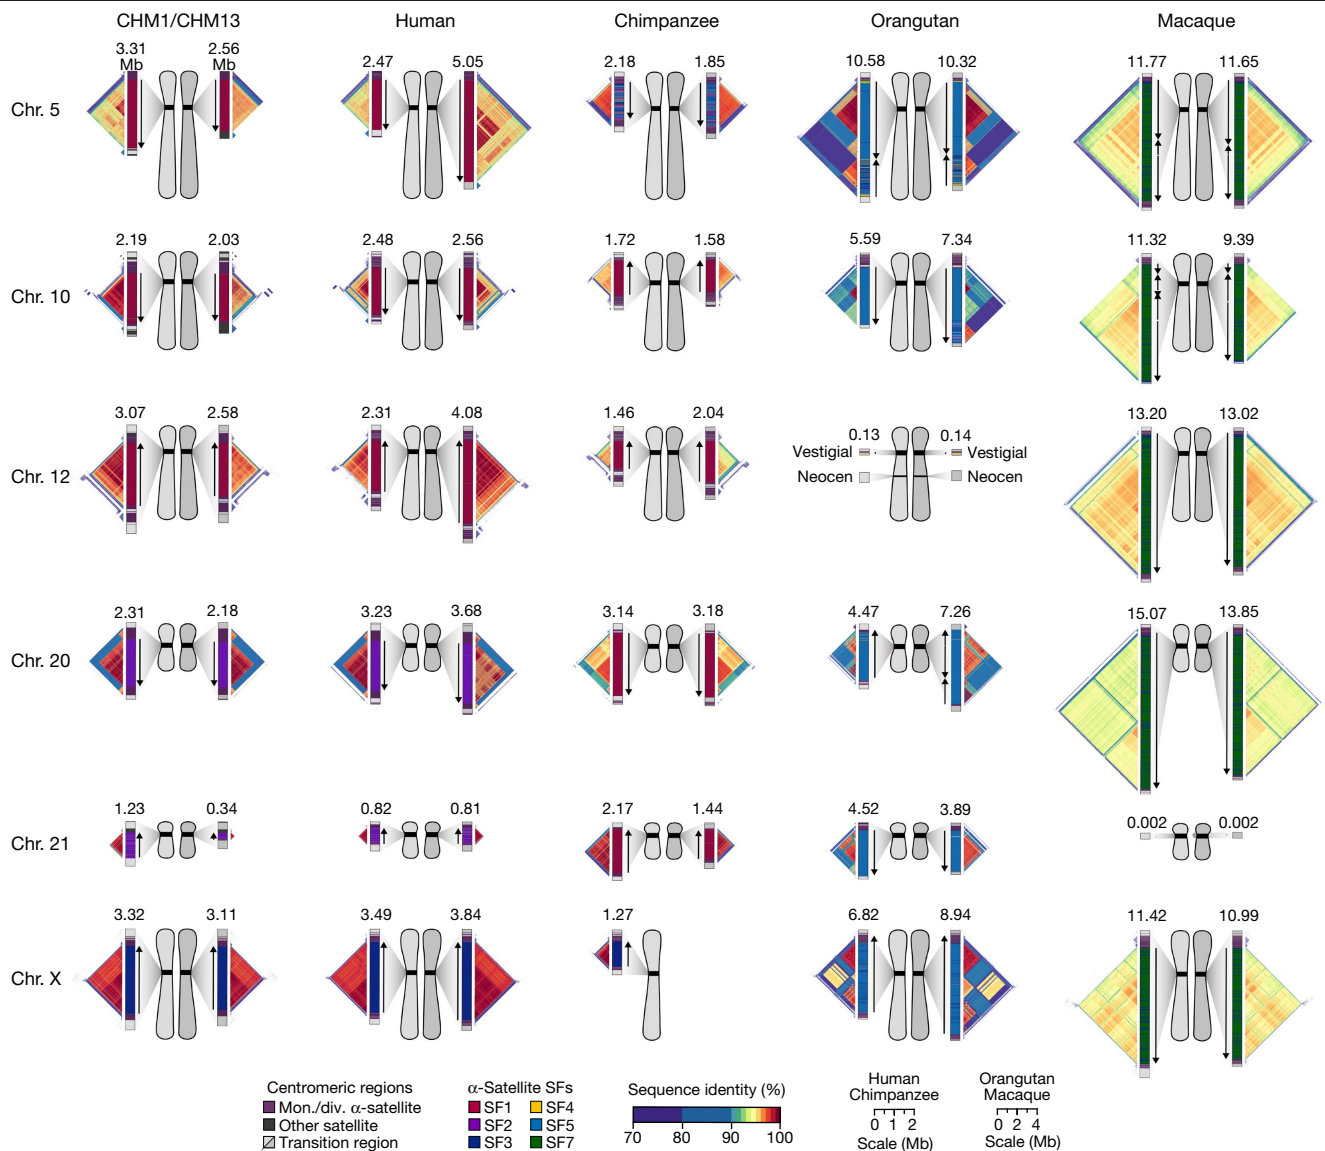 CHM1/CHM13 Human Chimpanzee Orangutan Macaque
3.31 Mb 2.56 Mb 2.47 5.05 2.18 1.85 10.58 10.32 11.77 11.65
Chr. 5
2.19 2.03 2.48 2.56 1.72 1.58 5.59 7.34 11.32 9.39
Chr. 10
3.07 2.58 2.31 4.08 1.46 2.04 13.20 13.02
0.13 0.14
Vestigial Vestigial
Chr. 12 Neocen Neocen
2.31 2.18 3.23 3.68 3.14 3.18 4.47 7.26 15.07 13.85
Chr. 20
1.23 0.34 0.82 0.81 2.17 1.44 4.52 3.89 0.002 0.002
Chr. 21
3.32 3.11 3.49 3.84 1.27 6.82 8.94 11.42 10.99
Chr. X
Centromeric regions
Mon./div. α-satellite
Other satellite
Transition region
α-Satellite SFs
SF1 SF4
SF2 SF5
SF3 SF7
Sequence identity (%)
70 80 90 100
Human
Chimpanzee
0 1 2
Scale (Mb)
Orangutan
Macaque
0 2 4
Scale (Mb)